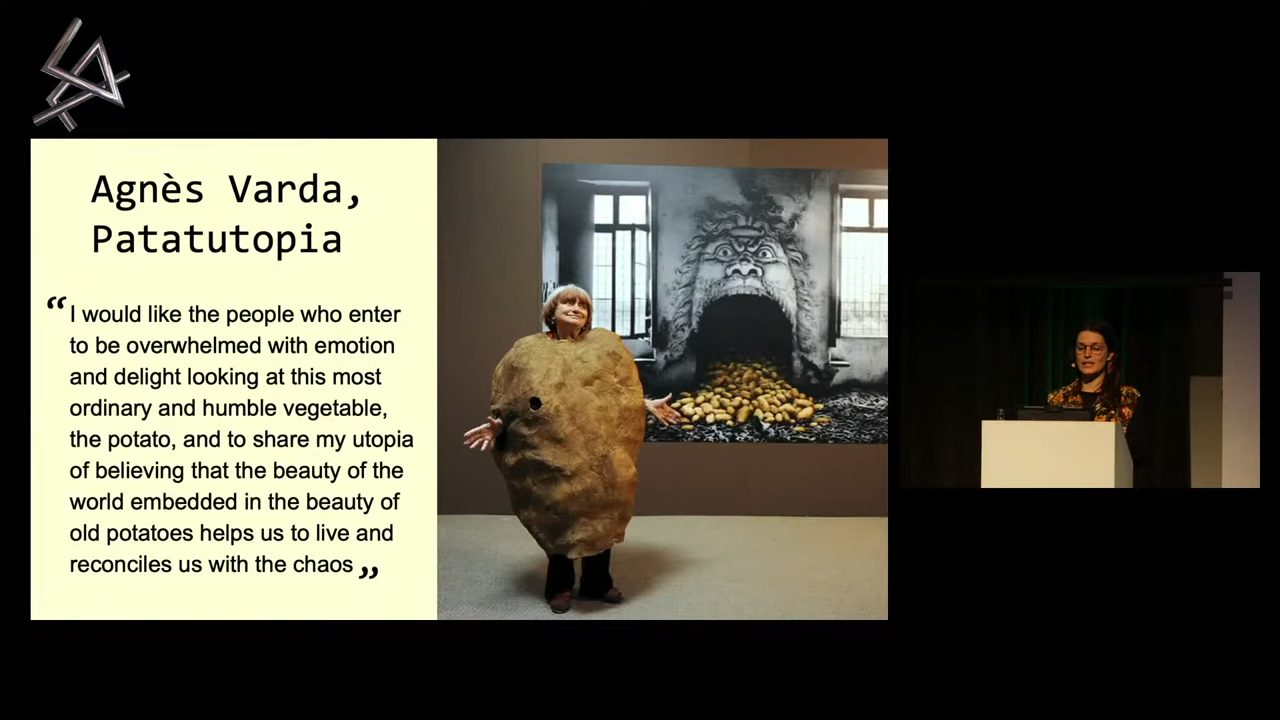 Agnès Varda,
Patatutopia
“ I would like the people who enter
to be overwhelmed with emotion
and delight looking at this most
ordinary and humble vegetable,
the potato, and to share my utopia
of believing that the beauty of the
world embedded in the beauty of
old potatoes helps us to live and
reconciles us with the chaos „